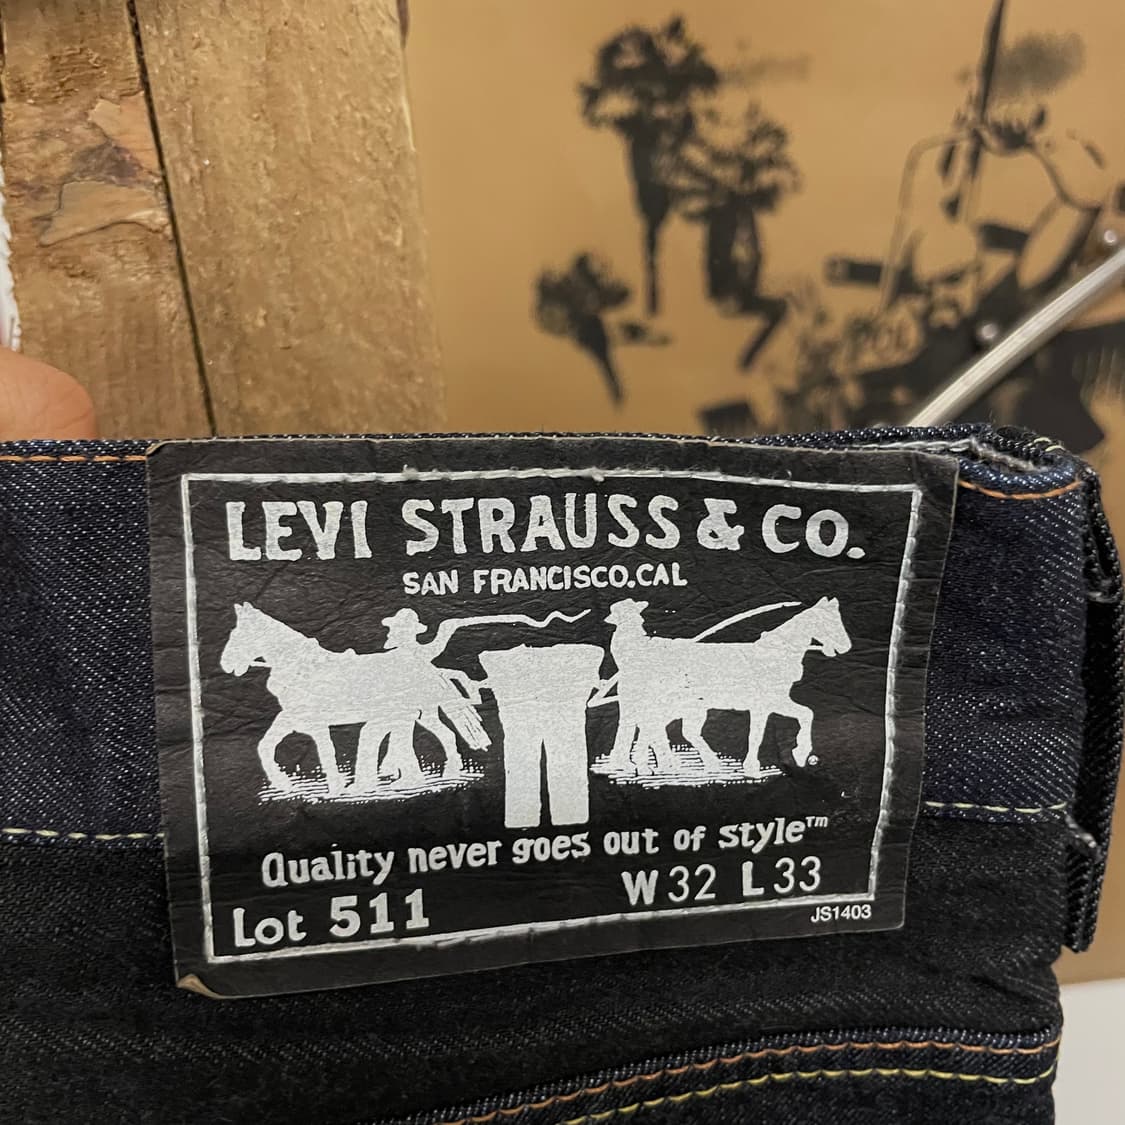 LEVI STRAUSS & CO.
SAN FRANCISCO.CAL
®
Quality never goes out of style™
W32 L33
Lot 511
JS1403